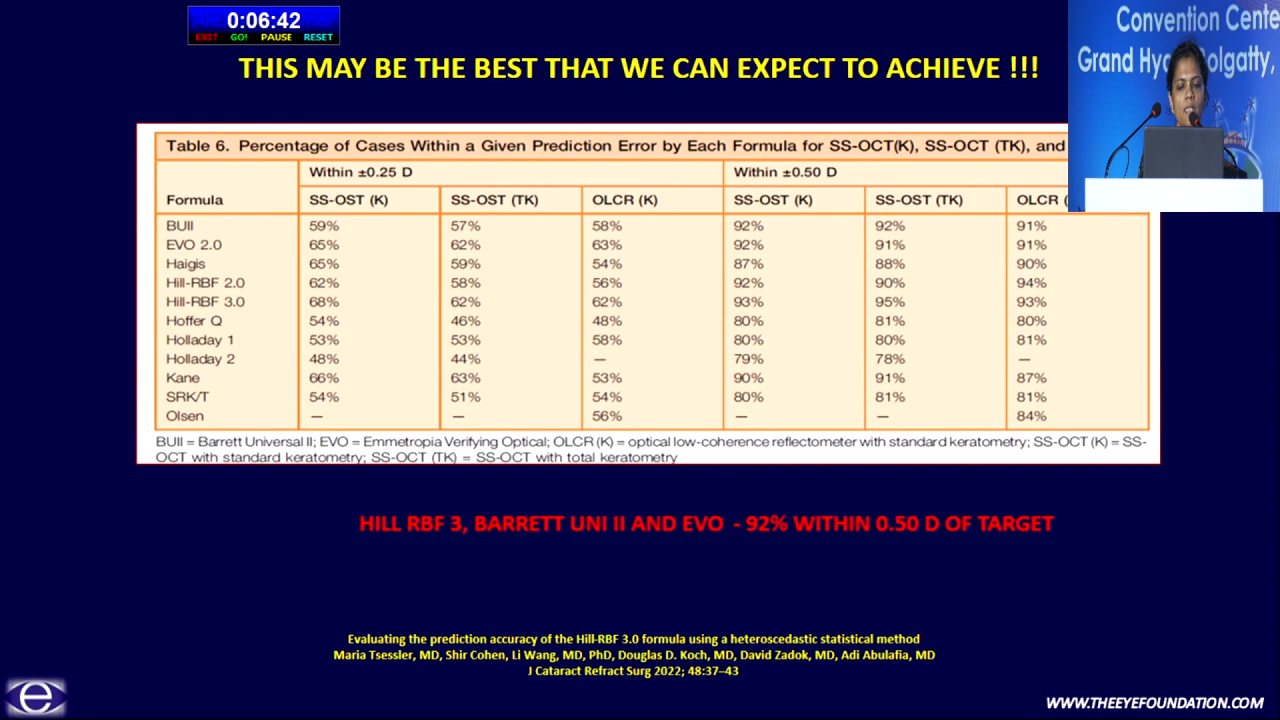 0:06:42
EXIT GO! PAUSE RESET
Convention Cente
Grand Hya Bolgatty,
THIS MAY BE THE BEST THAT WE CAN EXPECT TO ACHIEVE !!!
Table 6. Percentage of Cases Within a Given Prediction Error by Each Formula for SS-OCT(K), SS-OCT (TK), and
Within ±0.25 D Within ±0.50 D
Formula SS-OST (K) SS-OST (TK) OLCR (K) SS-OST (K) SS-OST (TK) OLCR (
BUII 59% 57% 58% 92% 92% 91%
EVO 2.0 65% 62% 63% 92% 91% 91%
Haigis 65% 59% 54% 87% 88% 90%
Hill-RBF 2.0 62% 58% 56% 92% 90% 94%
Hill-RBF 3.0 68% 62% 62% 93% 95% 93%
Hoffer Q 54% 46% 48% 80% 81% 80%
Holladay 1 53% 53% 58% 80% 80% 81%
Holladay 2 48% 44% — 79% 78% —
Kane 66% 63% 53% 90% 91% 87%
SRK/T 54% 51% 54% 80% 81% 81%
Olsen — — 56% — — 84%
BUII = Barrett Universal II; EVO = Emmetropia Verifying Optical; OLCR (K) = optical low-coherence reflectometer with standard keratometry; SS-OCT (K) = SS-
OCT with standard keratometry; SS-OCT (TK) = SS-OCT with total keratometry
HILL RBF 3, BARRETT UNI II AND EVO - 92% WITHIN 0.50 D OF TARGET
Evaluating the prediction accuracy of the Hill-RBF 3.0 formula using a heteroscedastic statistical method
Maria Tsessler, MD, Shir Cohen, Li Wang, MD, PhD, Douglas D. Koch, MD, David Zadok, MD, Adi Abulafia, MD
J Cataract Refract Surg 2022; 48:37–43
e
WWW.THEEYEFOUNDATION.COM